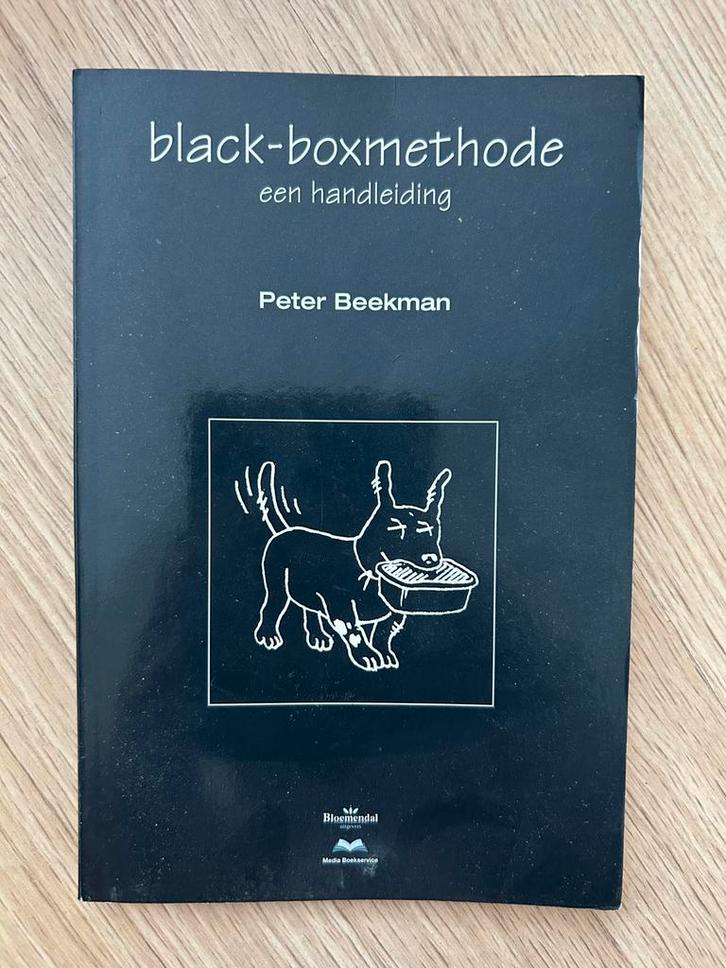 black-boxmethode
een handleiding
Peter Beekman
Bloemendal
uitgevers
Media Boekservice